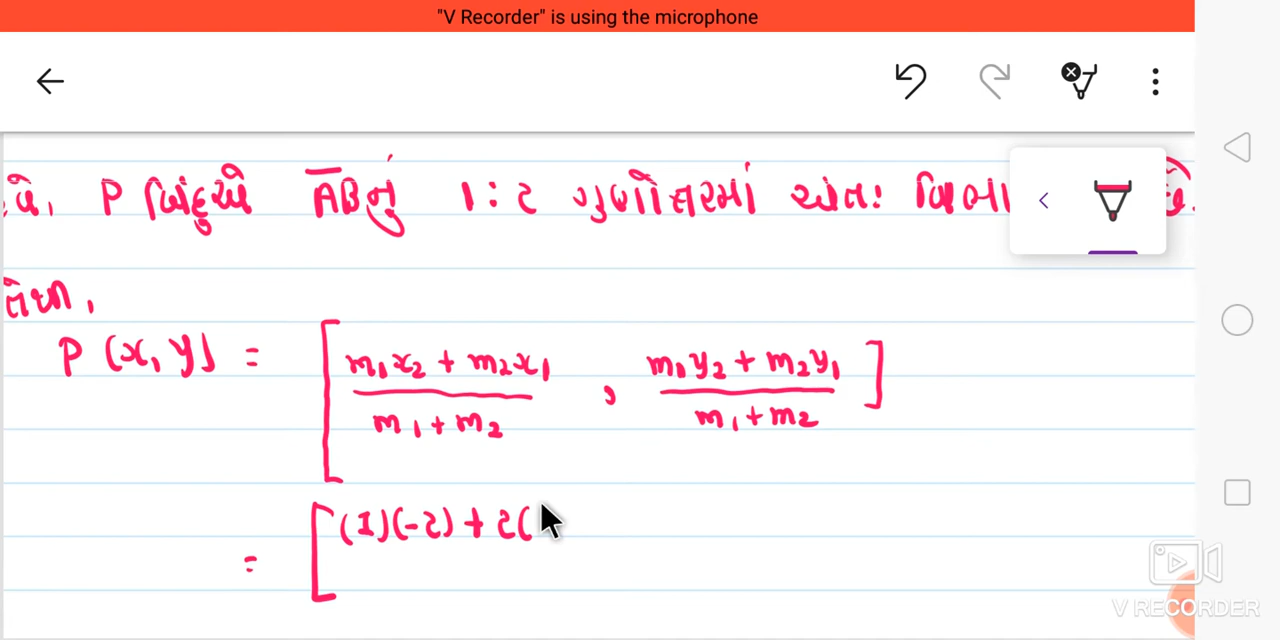 "V Recorder" is using the microphone
P બિંદુએ A̅B̅નું 1 : 2 ગુણોત્તરમાં અંતઃ
P (x, y) = [ (m₁x₂ + m₂x₁)/(m₁ + m₂) , (m₁y₂ + m₂y₁)/(m₁ + m₂) ]
= [ (1)(-2) + 2(
V RECORDER